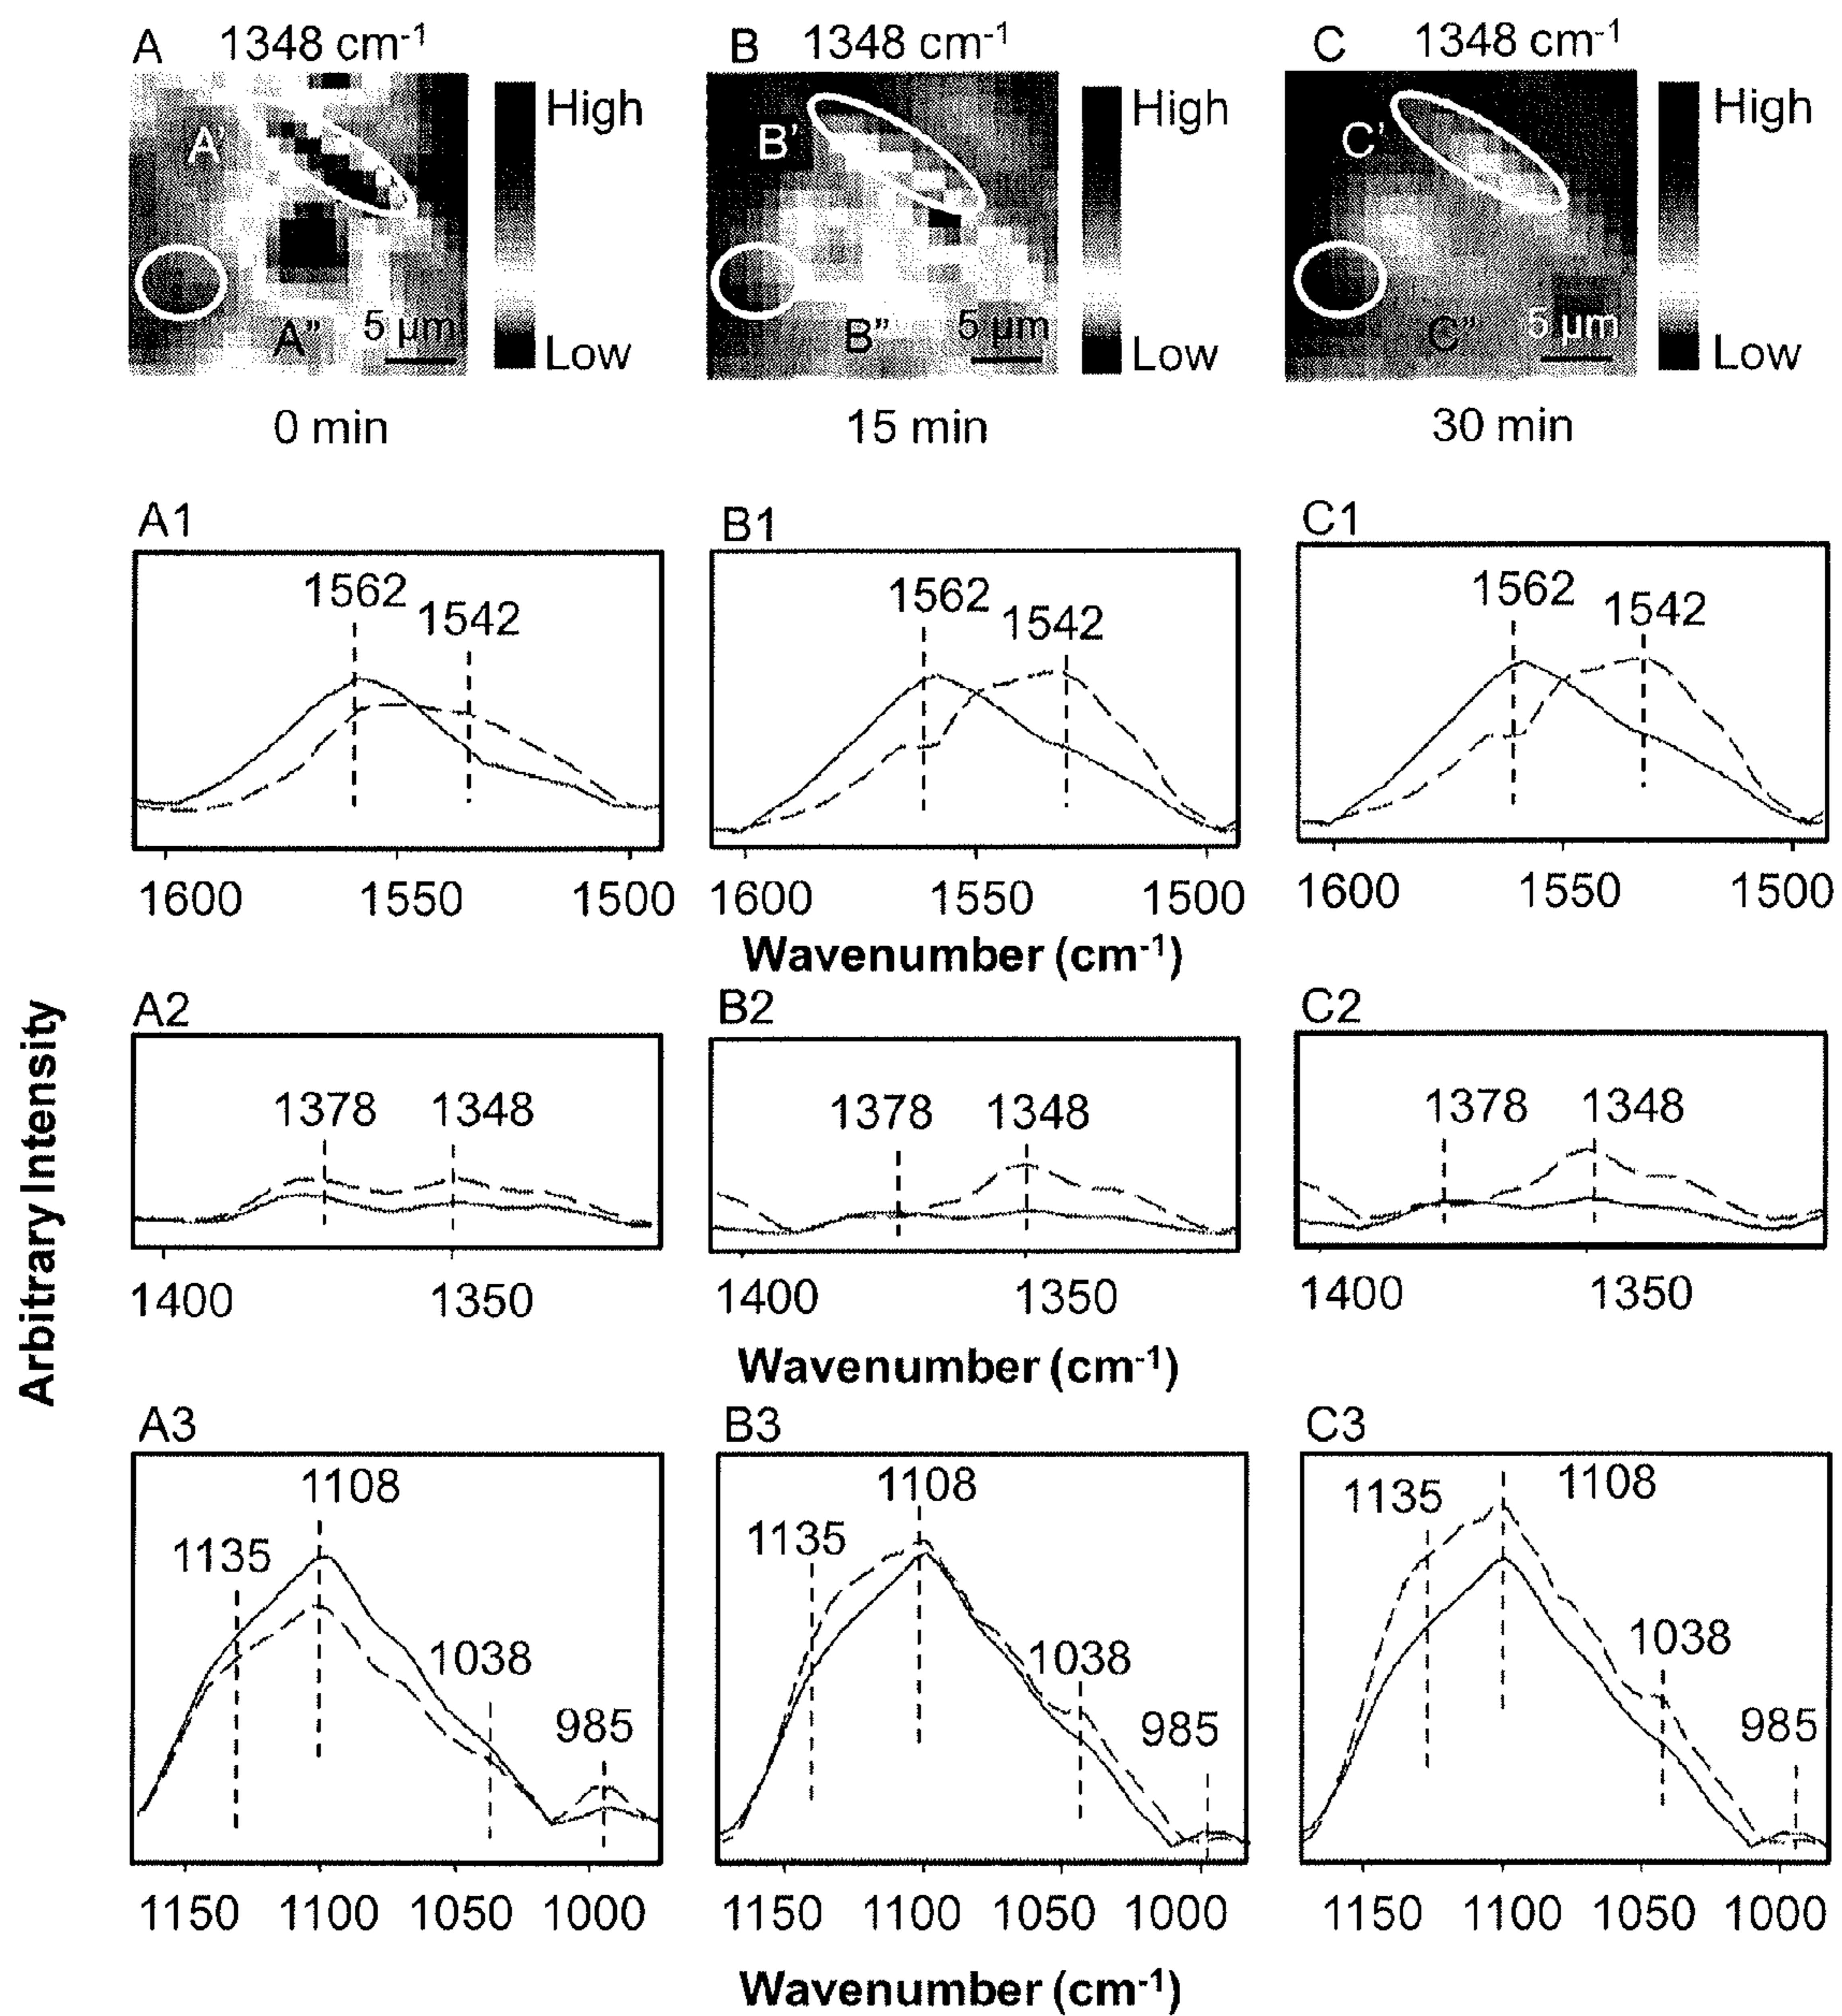 A 1348 cm-1 B 1348 cm-1 C 1348 cm-1
High High High
A' B' C'
A" 5 µm B" 5 µm C" 5 µm
Low Low Low
0 min 15 min 30 min
A1 B1 C1
1562 1542 1562 1542 1562 1542
1600 1550 1500 1600 1550 1500 1600 1550 1500
Wavenumber (cm-1)
A2 B2 C2
1378 1348 1378 1348 1378 1348
1400 1350 1400 1350 1400 1350
Wavenumber (cm-1)
Arbitrary Intensity
A3 B3 C3
1108 1108 1108
1135 1135 1135
1038 1038 1038
985 985 985
1150 1100 1050 1000 1150 1100 1050 1000 1150 1100 1050 1000
Wavenumber (cm-1)